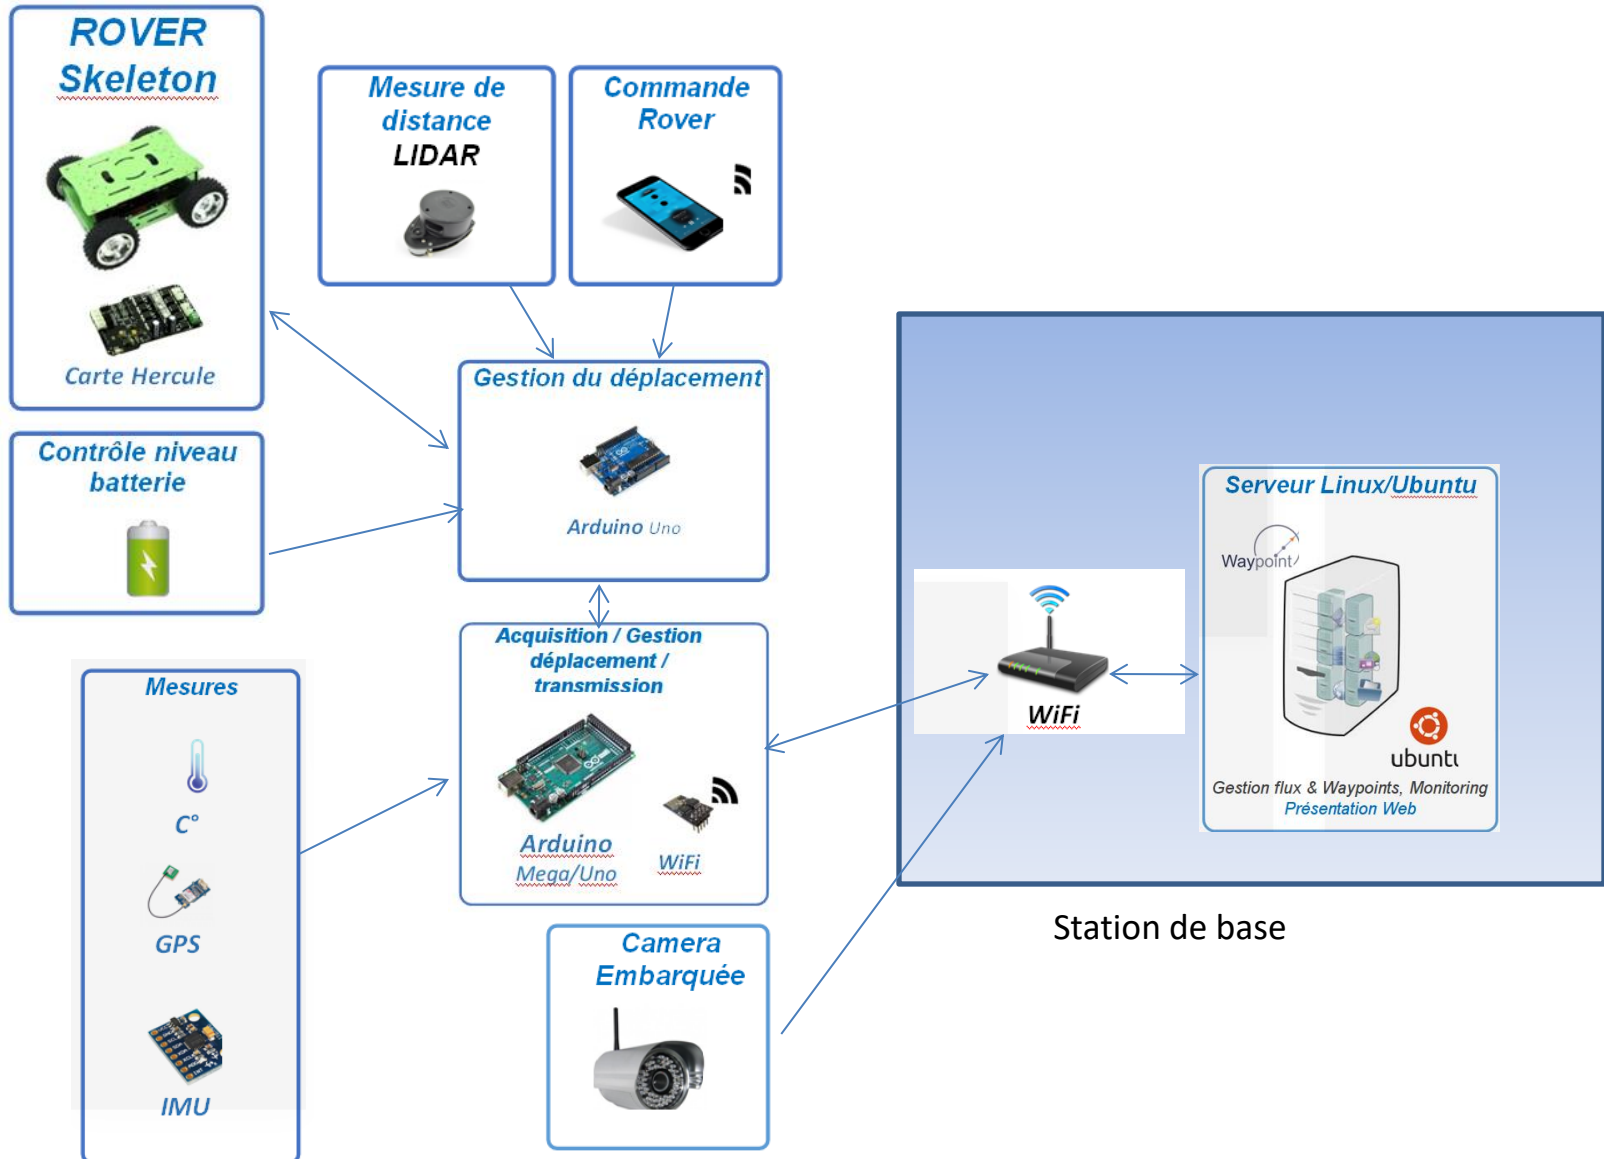 ROVER
Skeleton
Carte Hercule
Mesure de
distance
LIDAR
Commande
Rover
Gestion du déplacement
Arduino Uno
Contrôle niveau
batterie
Acquisition / Gestion
déplacement /
transmission
Arduino
Mega/Uno
WiFi
Mesures
C°
GPS
IMU
Camera
Embarquée
WiFi
Serveur Linux/Ubuntu
Waypoint
ubuntu
Gestion flux & Waypoints, Monitoring
Présentation Web
Station de base